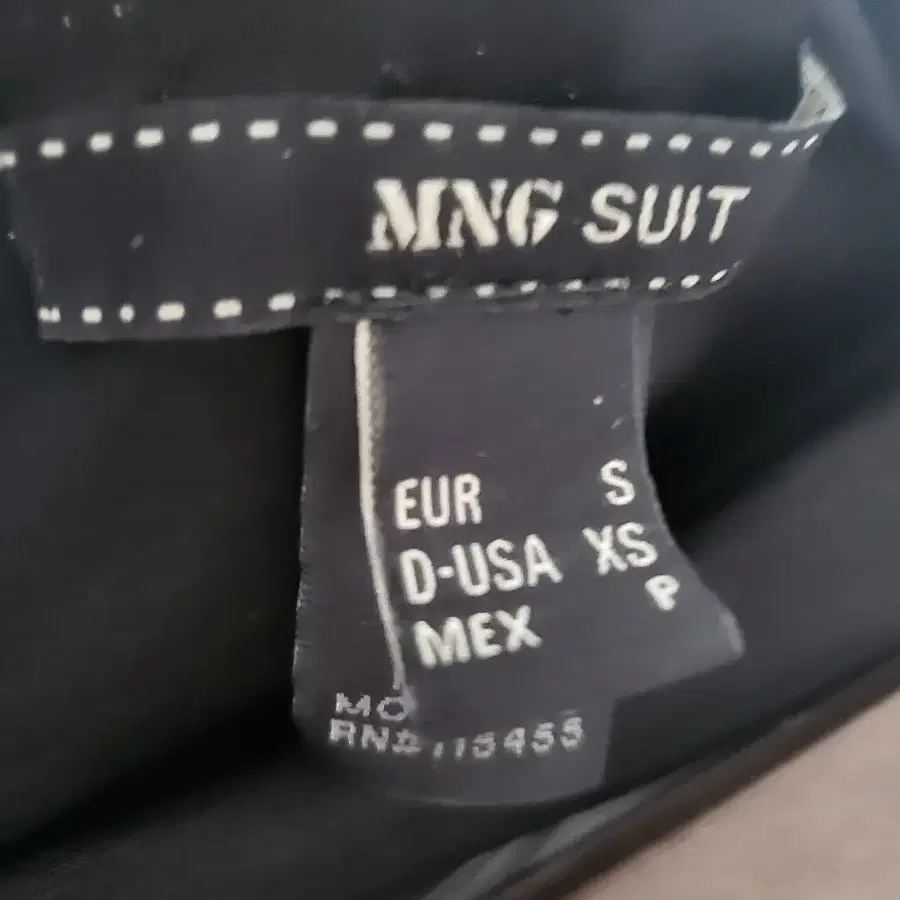 MNG SUIT
EUR S
D-USA XS
MEX P